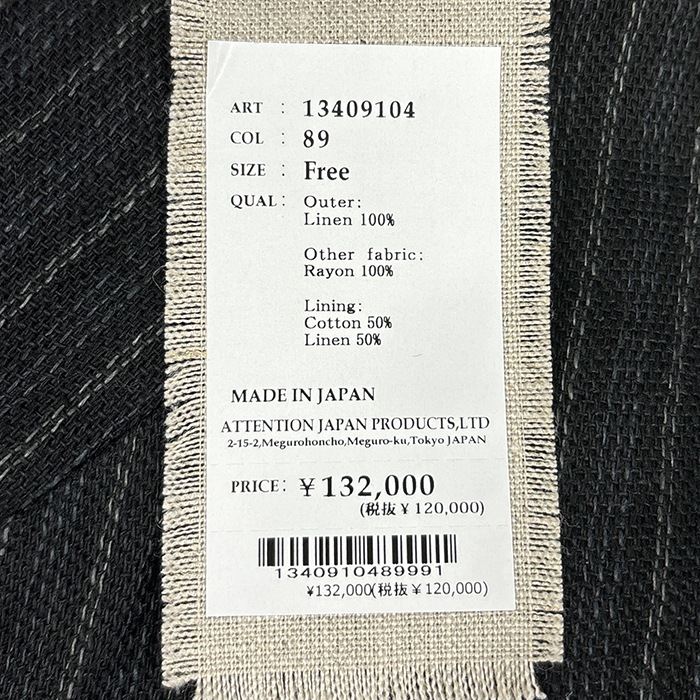 ART : 13409104
COL : 89
SIZE : Free
QUAL : Outer:
Linen 100%
Other fabric:
Rayon 100%
Lining:
Cotton 50%
Linen 50%
MADE IN JAPAN
ATTENTION JAPAN PRODUCTS,LTD
2-15-2,Megurohoncho,Meguro-ku,Tokyo JAPAN
PRICE: ¥132,000
(税抜¥120,000)
1340910489991
¥132,000(税抜¥120,000)